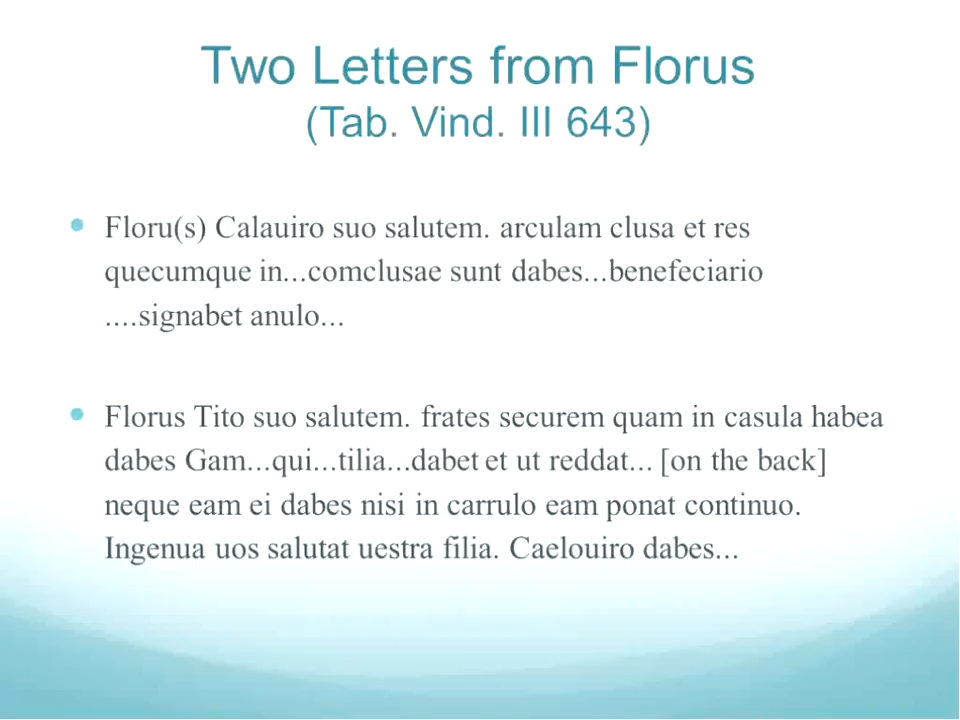 Two Letters from Florus
(Tab. Vind. III 643)
Floru(s) Calauiro suo salutem. arculam clusa et res
quecumque in...comclusae sunt dabes...benefeciario
....signabet anulo...
Florus Tito suo salutem. frates securem quam in casula habea
dabes Gam...qui...tilia...dabet et ut reddat... [on the back]
neque eam ei dabes nisi in carrulo eam ponat continuo.
Ingenua uos salutat uestra filia. Caelouiro dabes...